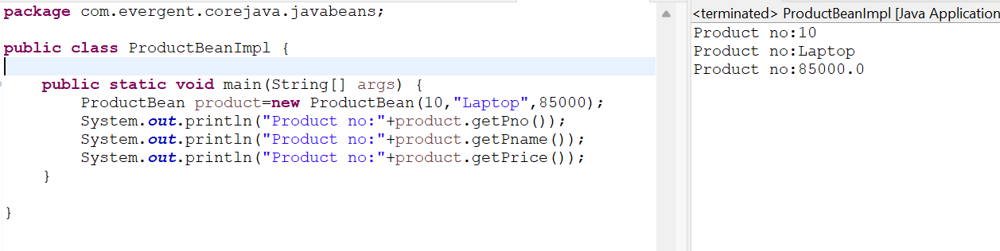 package com.evergent.corejava.javabeans;
public class ProductBeanImpl {
public static void main(String[] args) {
ProductBean product=new ProductBean(10,"Laptop",85000);
System.out.println("Product no:"+product.getPno());
System.out.println("Product no:"+product.getPname());
System.out.println("Product no:"+product.getPrice());
}
}
<terminated> ProductBeanImpl [Java Application
Product no:10
Product no:Laptop
Product no:85000.0